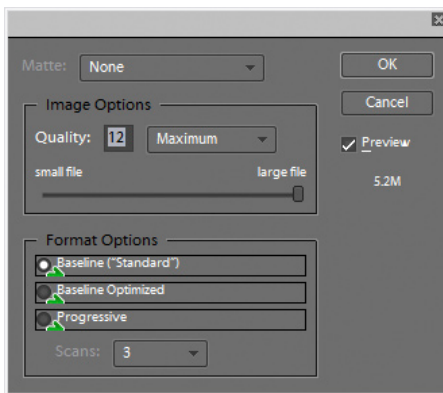 Matte: None
OK
Image Options
Cancel
Quality: 12 Maximum
Preview
small file large file
5.2M
Format Options
Baseline ("Standard")
Baseline Optimized
Progressive
Scans: 3